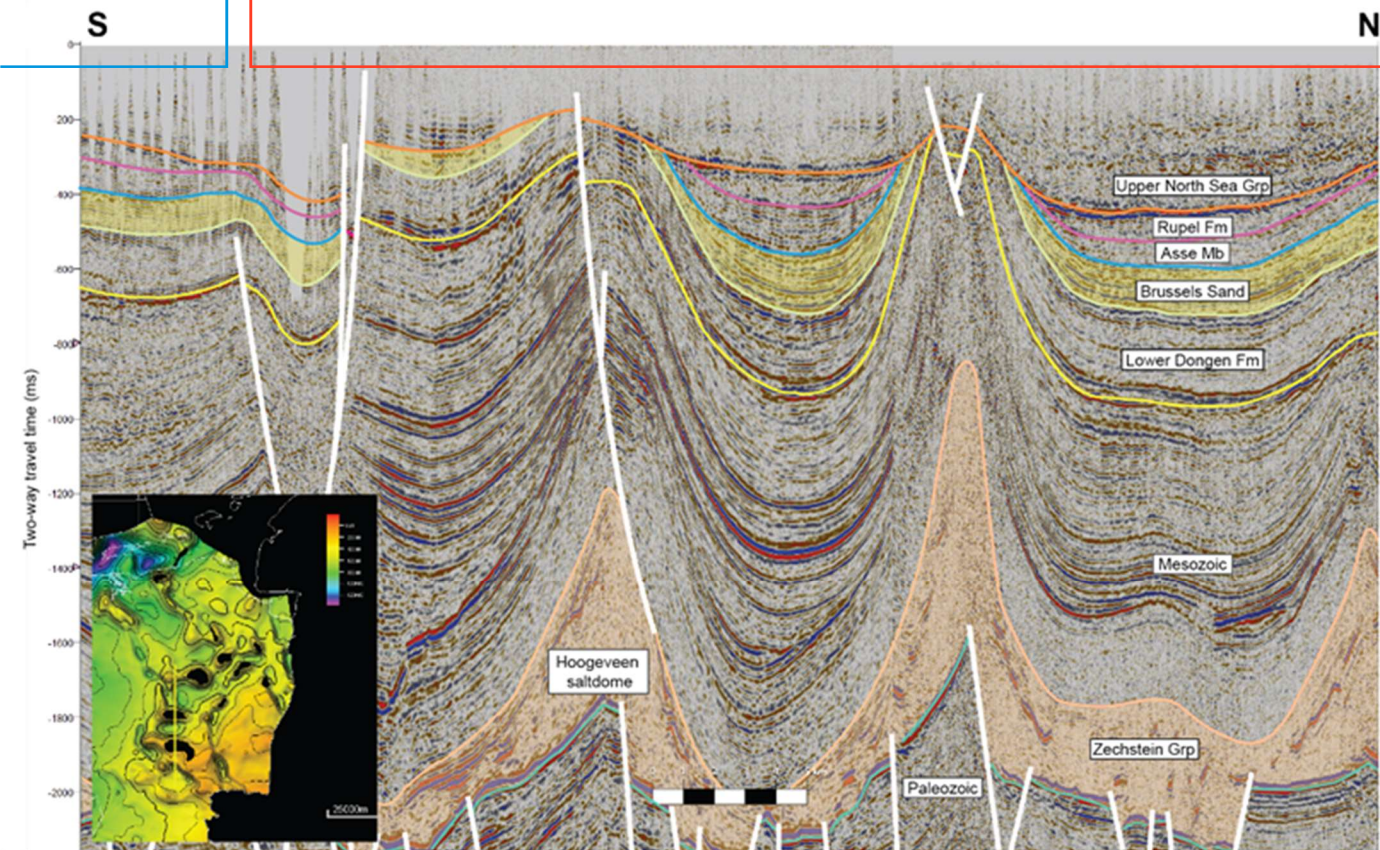 S
N
0
-200
-400
-600
-800
-1000
-1200
-1400
-1600
-1800
-2000
Two-way travel time (ms)
Upper North Sea Grp
Rupel Fm
Asse Mb
Brussels Sand
Lower Dongen Fm
Mesozoic
Hoogeveen
saltdome
Zechstein Grp
Paleozoic
25000m